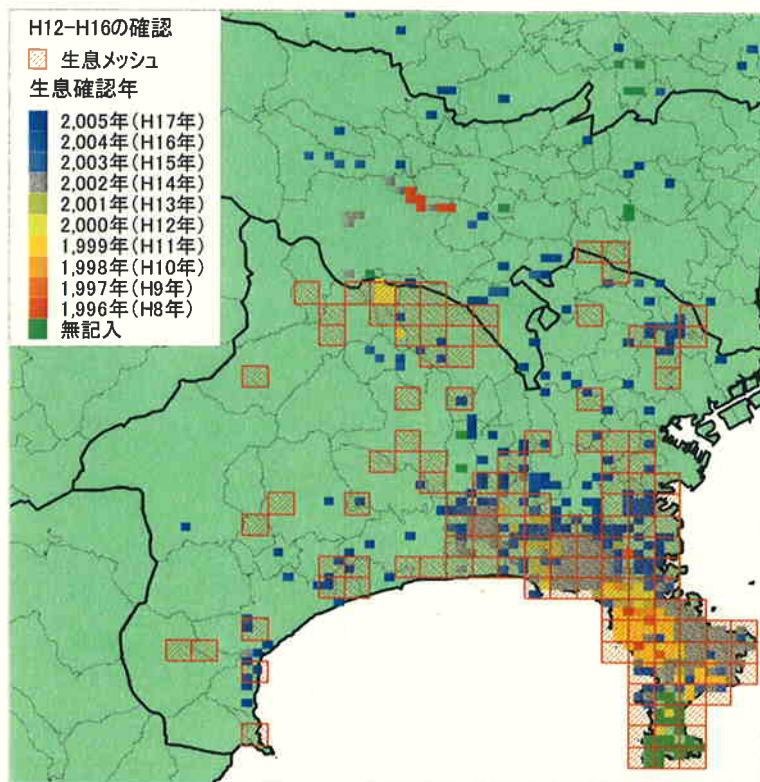 H12-H16の確認
生息メッシュ
生息確認年
2,005年(H17年)
2,004年(H16年)
2,003年(H15年)
2,002年(H14年)
2,001年(H13年)
2,000年(H12年)
1,999年(H11年)
1,998年(H10年)
1,997年(H9年)
1,996年(H8年)
無記入